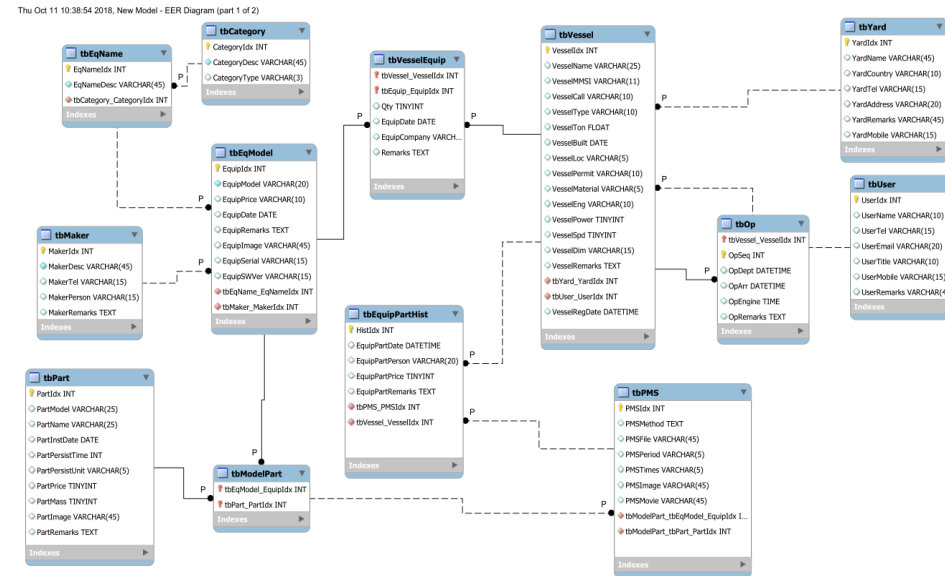 Thu Oct 11 10:38:54 2018, New Model - EER Diagram (part 1 of 2)
tbCategory
CategoryIdx INT
CategoryDesc VARCHAR(45)
CategoryType VARCHAR(3)
Indexes
tbEqName
EqNameIdx INT
EqNameDesc VARCHAR(45)
tbCategory_CategoryIdx INT
Indexes
P
tbVesselEquip
tbVessel_VesselIdx INT
tbEquip_EquipIdx INT
Qty TINYINT
EquipDate DATE
EquipCompany VARCH...
Remarks TEXT
Indexes
P
P
tbVessel
VesselIdx INT
VesselName VARCHAR(25)
VesselMMSI VARCHAR(11)
VesselCall VARCHAR(10)
VesselType VARCHAR(10)
VesselTon FLOAT
VesselBuilt DATE
VesselLoc VARCHAR(5)
VesselPermit VARCHAR(10)
VesselMaterial VARCHAR(5)
VesselEng VARCHAR(10)
VesselPower TINYINT
VesselSpd TINYINT
VesselDim VARCHAR(15)
VesselRemarks TEXT
tbYard_YardIdx INT
tbUser_UserIdx INT
VesselRegDate DATETIME
Indexes
P
P
tbYard
YardIdx INT
YardName VARCHAR(45)
YardCountry VARCHAR(10)
YardTel VARCHAR(15)
YardAddress VARCHAR(20)
YardRemarks VARCHAR(45)
YardMobile VARCHAR(15)
Indexes
tbUser
UserIdx INT
UserName VARCHAR(10)
UserTel VARCHAR(15)
UserEmail VARCHAR(20)
UserTitle VARCHAR(10)
UserMobile VARCHAR(15
UserRemarks VARCHAR(4
Indexes
tbOp
tbVessel_VesselIdx INT
OpSeq INT
OpDept DATETIME
OpArr DATETIME
OpEngine TIME
OpRemarks TEXT
Indexes
P
tbEqModel
EquipIdx INT
EquipModel VARCHAR(20)
EquipPrice VARCHAR(10)
EquipDate DATE
EquipRemarks TEXT
EquipImage VARCHAR(45)
EquipSerial VARCHAR(15)
EquipSWVer VARCHAR(15)
tbEqName_EqNameIdx INT
tbMaker_MakerIdx INT
Indexes
P
P
tbMaker
MakerIdx INT
MakerDesc VARCHAR(45)
MakerTel VARCHAR(15)
MakerPerson VARCHAR(15)
MakerRemarks TEXT
Indexes
tbEquipPartHist
HistIdx INT
EquipPartDate DATETIME
EquipPartPerson VARCHAR(20)
EquipPartPrice TINYINT
EquipPartRemarks TEXT
tbPMS_PMSIdx INT
tbVessel_VesselIdx INT
Indexes
P
P
tbPart
PartIdx INT
PartModel VARCHAR(25)
PartName VARCHAR(25)
PartInstDate DATE
PartPersistTime INT
PartPersistUnit VARCHAR(5)
PartPrice TINYINT
PartMass TINYINT
PartImage VARCHAR(45)
PartRemarks TEXT
Indexes
P
P
tbModelPart
tbEqModel_EquipIdx INT
tbPart_PartIdx INT
Indexes
tbPMS
PMSIdx INT
PMSMethod TEXT
PMSFile VARCHAR(45)
PMSPeriod VARCHAR(5)
PMSTimes VARCHAR(5)
PMSImage VARCHAR(45)
PMSMovie VARCHAR(45)
tbModelPart_tbEqModel_EquipIdx I...
tbModelPart_tbPart_PartIdx INT
Indexes
P